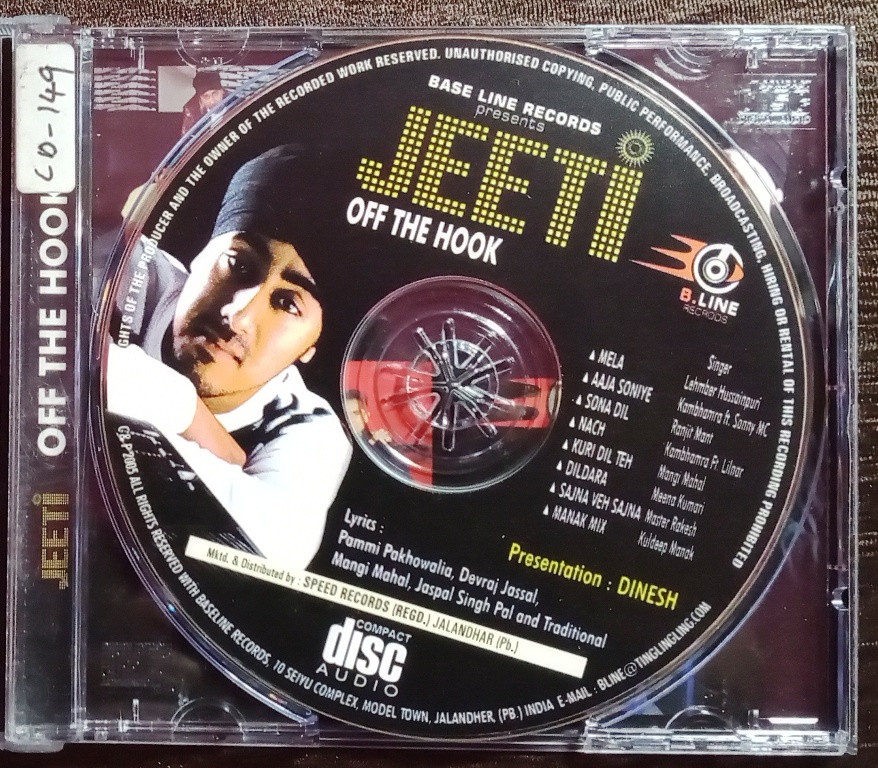 CD-149
OFF THE HOOK
JEETI
GHTS OF THE PRODUCER AND THE OWNER OF THE RECORDED WORK RESERVED. UNAUTHORISED COPYING, PUBLIC PERFORMANCE, BROADCASTING, HIRING OR RENTAL OF THIS RECORDING PROHIBITED
BASE LINE RECORDS
presents
JEETI
OFF THE HOOK
B.LINE
RECORDS
Singer
MELA Lehmber Hussainpuri
AAJA SONIYE Kambhamra ft. Sonny MC
SONA DIL Ranjit Mani
NACH Kambhamra Ft. Lilnar
KURI DIL TEH Mangi Mahal
DILDARA Meena Kumari
SAJNA VEH SAJNA Master Rakesh
MANAK MIX Kuldeep Manak
Lyrics :
Pammi Pakhowalia, Devraj Jassal,
Mangi Mahal, Jaspal Singh Pal and Traditional
Presentation : DINESH
Mktd. & Distributed by : SPEED RECORDS (REGD.) JALANDHAR (Pb.)
COMPACT
disc
AUDIO
C& P2005 ALL RIGHTS RESERVED WITH BASELINE RECORDS, 10 SEIYU COMPLEX, MODEL TOWN, JALANDHER, (PB.) INDIA E-MAIL : BLINE@TINGLINGLING.COM